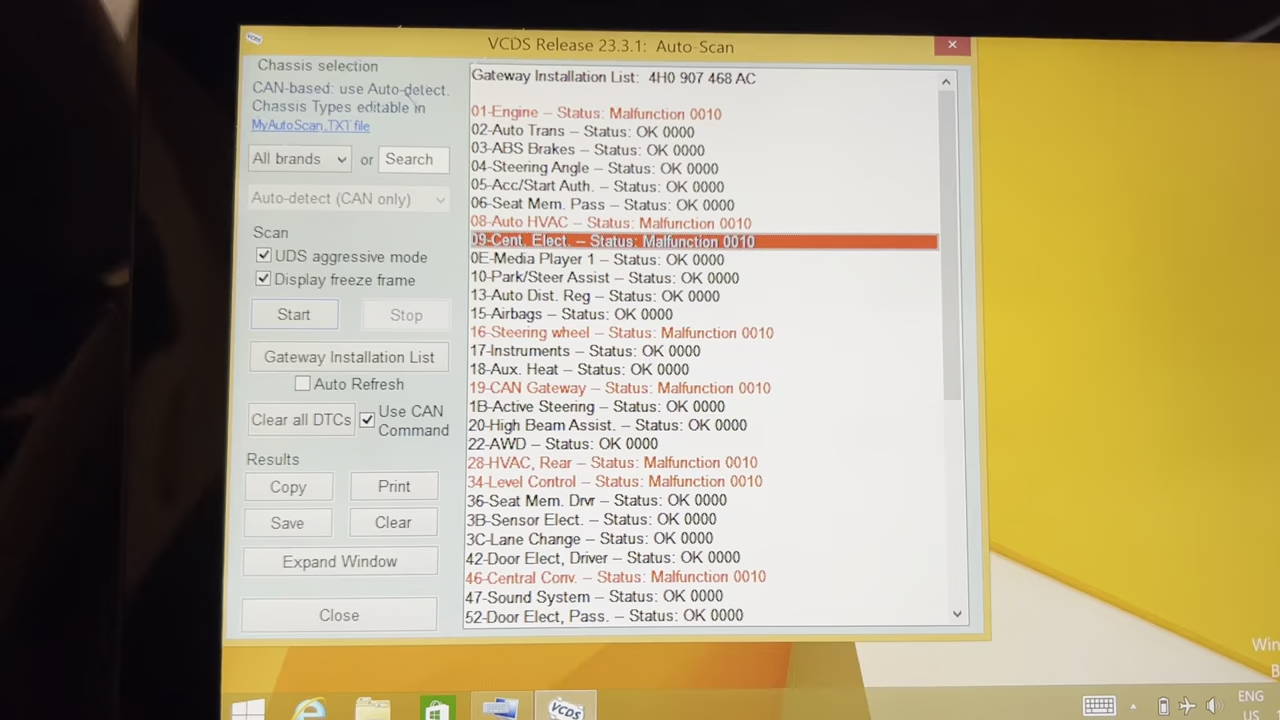 VCDS
VCDS Release 23.3.1: Auto-Scan
Chassis selection
CAN-based: use Auto-detect.
Chassis Types editable in
MyAutoScan.TXT file
All brands or Search
Auto-detect (CAN only)
Scan
UDS aggressive mode
Display freeze frame
Start Stop
Gateway Installation List
Auto Refresh
Clear all DTCs Use CAN
Command
Results
Copy Print
Save Clear
Expand Window
Close
Gateway Installation List: 4H0 907 468 AC
01-Engine -- Status: Malfunction 0010
02-Auto Trans -- Status: OK 0000
03-ABS Brakes -- Status: OK 0000
04-Steering Angle -- Status: OK 0000
05-Acc/Start Auth. -- Status: OK 0000
06-Seat Mem. Pass -- Status: OK 0000
08-Auto HVAC -- Status: Malfunction 0010
09-Cent. Elect. -- Status: Malfunction 0010
0E-Media Player 1 -- Status: OK 0000
10-Park/Steer Assist -- Status: OK 0000
13-Auto Dist. Reg -- Status: OK 0000
15-Airbags -- Status: OK 0000
16-Steering wheel -- Status: Malfunction 0010
17-Instruments -- Status: OK 0000
18-Aux. Heat -- Status: OK 0000
19-CAN Gateway -- Status: Malfunction 0010
1B-Active Steering -- Status: OK 0000
20-High Beam Assist. -- Status: OK 0000
22-AWD -- Status: OK 0000
28-HVAC, Rear -- Status: Malfunction 0010
34-Level Control -- Status: Malfunction 0010
36-Seat Mem. Drvr -- Status: OK 0000
3B-Sensor Elect. -- Status: OK 0000
3C-Lane Change -- Status: OK 0000
42-Door Elect, Driver -- Status: OK 0000
46-Central Conv. -- Status: Malfunction 0010
47-Sound System -- Status: OK 0000
52-Door Elect, Pass. -- Status: OK 0000
Win
B
VCDS
ENG
US